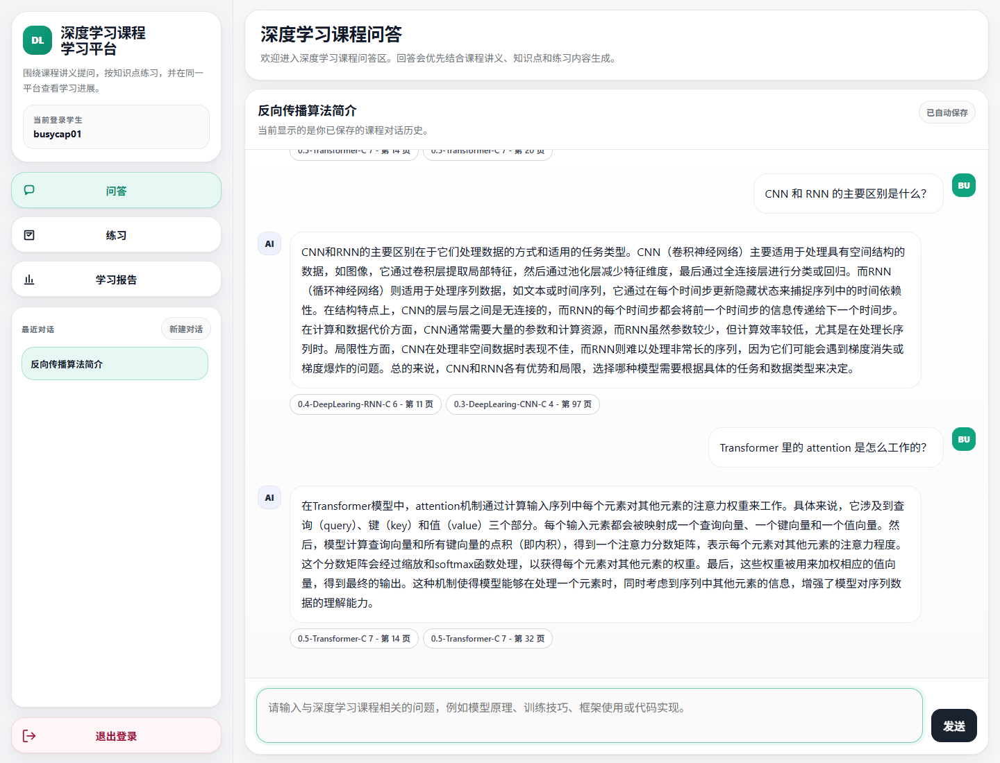 DL
深度学习课程
学习平台
围绕课程讲义提问，按知识点练习，并在同一
平台查看学习进展。
当前登录学生
busycap01
问答
练习
学习报告
最近对话
新建对话
反向传播算法简介
退出登录
深度学习课程问答
欢迎进入深度学习课程问答区。回答会优先结合课程讲义、知识点和练习内容生成。
反向传播算法简介
已自动保存
当前显示的是你已保存的课程对话历史。
0.5-Transformer-C 7 - 第 14 页
0.5-Transformer-C 7 - 第 20 页
CNN 和 RNN 的主要区别是什么？
BU
AI
CNN和RNN的主要区别在于它们处理数据的方式和适用的任务类型。CNN（卷积神经网络）主要适用于处理具有空间结构的
数据，如图像，它通过卷积层提取局部特征，然后通过池化层减少特征维度，最后通过全连接层进行分类或回归。而RNN
（循环神经网络）则适用于处理序列数据，如文本或时间序列，它通过在每个时间步更新隐藏状态来捕捉序列中的时间依赖
性。在结构特点上，CNN的层与层之间是无连接的，而RNN的每个时间步都会将前一个时间步的信息传递给下一个时间步。
在计算和数据代价方面，CNN通常需要大量的参数和计算资源，而RNN虽然参数较少，但计算效率较低，尤其是在处理长序
列时。局限性方面，CNN在处理非空间数据时表现不佳，而RNN则难以处理非常长的序列，因为它们可能会遇到梯度消失或
梯度爆炸的问题。总的来说，CNN和RNN各有优势和局限，选择哪种模型需要根据具体的任务和数据类型来决定。
0.4-DeepLearing-RNN-C 6 - 第 11 页
0.3-DeepLearing-CNN-C 4 - 第 97 页
Transformer 里的 attention 是怎么工作的？
BU
AI
在Transformer模型中，attention机制通过计算输入序列中每个元素对其他元素的注意力权重来工作。具体来说，它涉及到查
询（query）、键（key）和值（value）三个部分。每个输入元素都会被映射成一个查询向量、一个键向量和一个值向量。然
后，模型计算查询向量和所有键向量的点积（即内积），得到一个注意力分数矩阵，表示每个元素对其他元素的注意力程度。
这个分数矩阵会经过缩放和softmax函数处理，以获得每个元素对其他元素的权重。最后，这些权重被用来加权相应的值向
量，得到最终的输出。这种机制使得模型能够在处理一个元素时，同时考虑到序列中其他元素的信息，增强了模型对序列数
据的理解能力。
0.5-Transformer-C 7 - 第 14 页
0.5-Transformer-C 7 - 第 32 页
请输入与深度学习课程相关的问题，例如模型原理、训练技巧、框架使用或代码实现。
发送